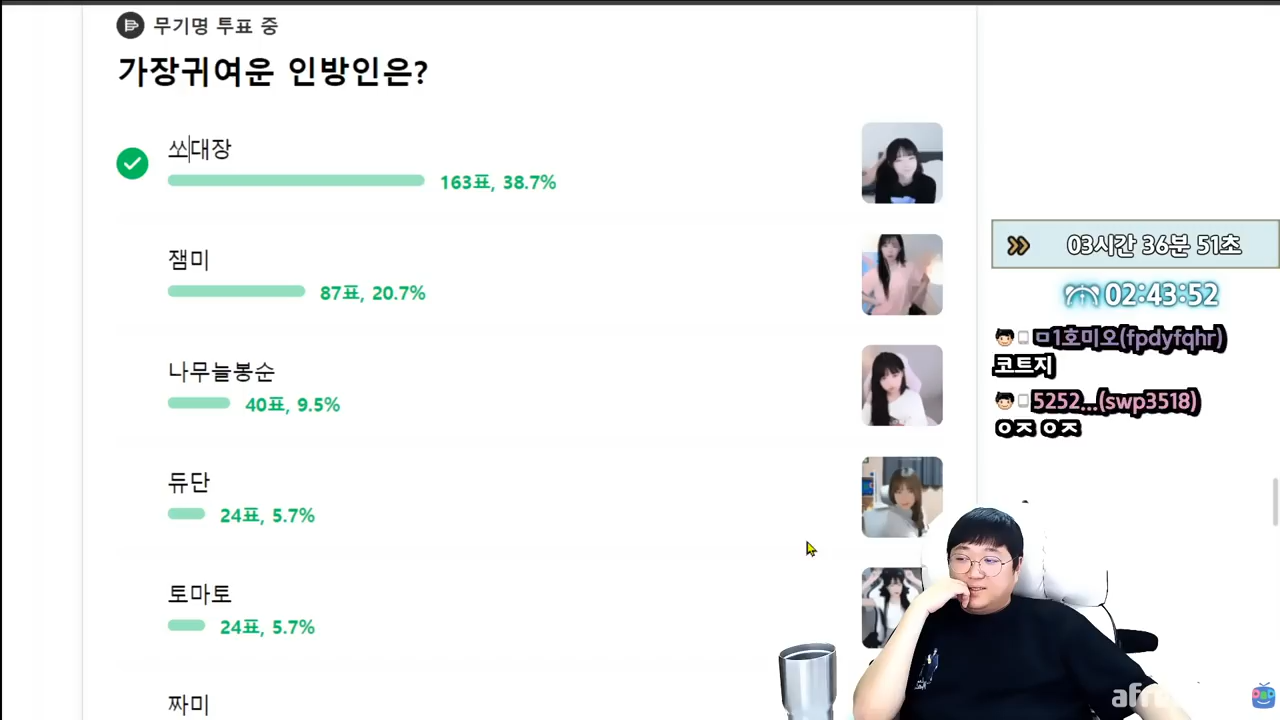 무기명 투표 중
가장귀여운 인방인은?
쏘대장
163표, 38.7%
잼미
87표, 20.7%
나무늘봉순
40표, 9.5%
듀단
24표, 5.7%
토마토
24표, 5.7%
짜미
03시간 36분 51초
02:43:52
ㅁ1호미오(fpdyfqhr)
코트지
5252...(swp3518)
ㅇㅈ ㅇㅈ